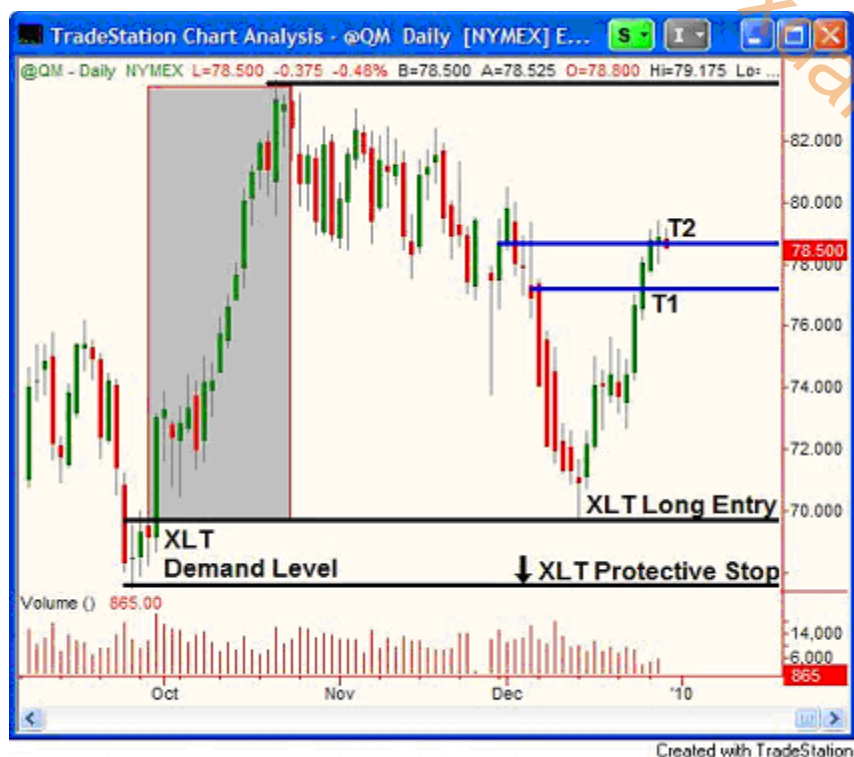 TradeStation Chart Analysis - @QM Daily [NYMEX] E...
S
I
@QM - Daily NYMEX L=78.500 -0.375 -0.48% B=78.500 A=78.525 O=78.800 Hi=79.175 Lo= ...
82.000
80.000
T2
78.500
78.000
T1
76.000
74.000
72.000
XLT Long Entry
70.000
XLT
Demand Level
XLT Protective Stop
Volume () 865.00
14,000
6,000
865
Oct
Nov
Dec
'10
Created with TradeStation